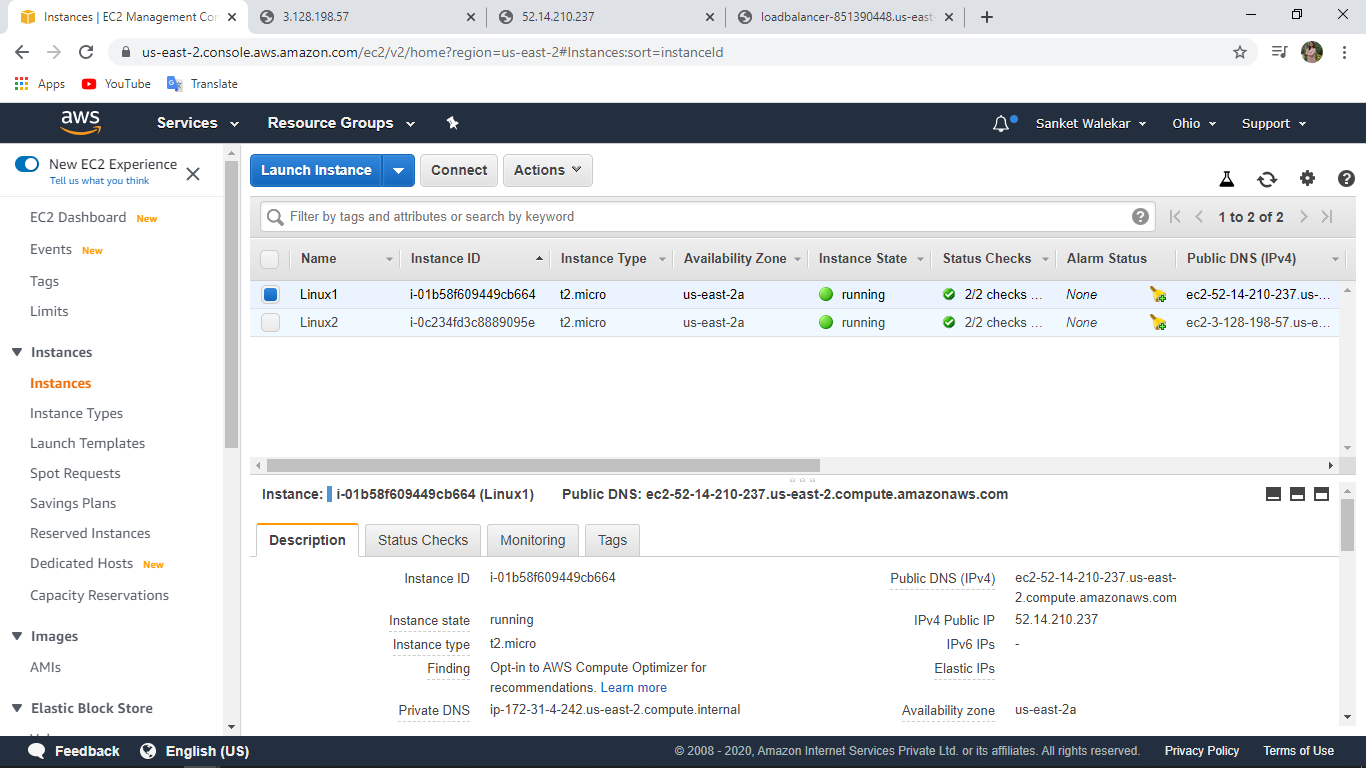 Instances | EC2 Management Con
3.128.198.57
52.14.210.237
loadbalancer-851390448.us-east
us-east-2.console.aws.amazon.com/ec2/v2/home?region=us-east-2#Instances:sort=instanceId
Apps YouTube Translate
aws Services Resource Groups Sanket Walekar Ohio Support
New EC2 Experience
Tell us what you think
EC2 Dashboard New
Events New
Tags
Limits
Instances
Instances
Instance Types
Launch Templates
Spot Requests
Savings Plans
Reserved Instances
Dedicated Hosts New
Capacity Reservations
Images
AMIs
Elastic Block Store
Launch Instance Connect Actions
Filter by tags and attributes or search by keyword 1 to 2 of 2
Name Instance ID Instance Type Availability Zone Instance State Status Checks Alarm Status Public DNS (IPv4)
Linux1 i-01b58f609449cb664 t2.micro us-east-2a running 2/2 checks ... None ec2-52-14-210-237.us-...
Linux2 i-0c234fd3c8889095e t2.micro us-east-2a running 2/2 checks ... None ec2-3-128-198-57.us-e...
Instance: i-01b58f609449cb664 (Linux1) Public DNS: ec2-52-14-210-237.us-east-2.compute.amazonaws.com
Description Status Checks Monitoring Tags
Instance ID i-01b58f609449cb664
Instance state running
Instance type t2.micro
Finding Opt-in to AWS Compute Optimizer for
recommendations. Learn more
Private DNS ip-172-31-4-242.us-east-2.compute.internal
Public DNS (IPv4) ec2-52-14-210-237.us-east-
2.compute.amazonaws.com
IPv4 Public IP 52.14.210.237
IPv6 IPs -
Elastic IPs
Availability zone us-east-2a
Feedback English (US) © 2008 - 2020, Amazon Internet Services Private Ltd. or its affiliates. All rights reserved. Privacy Policy Terms of Use